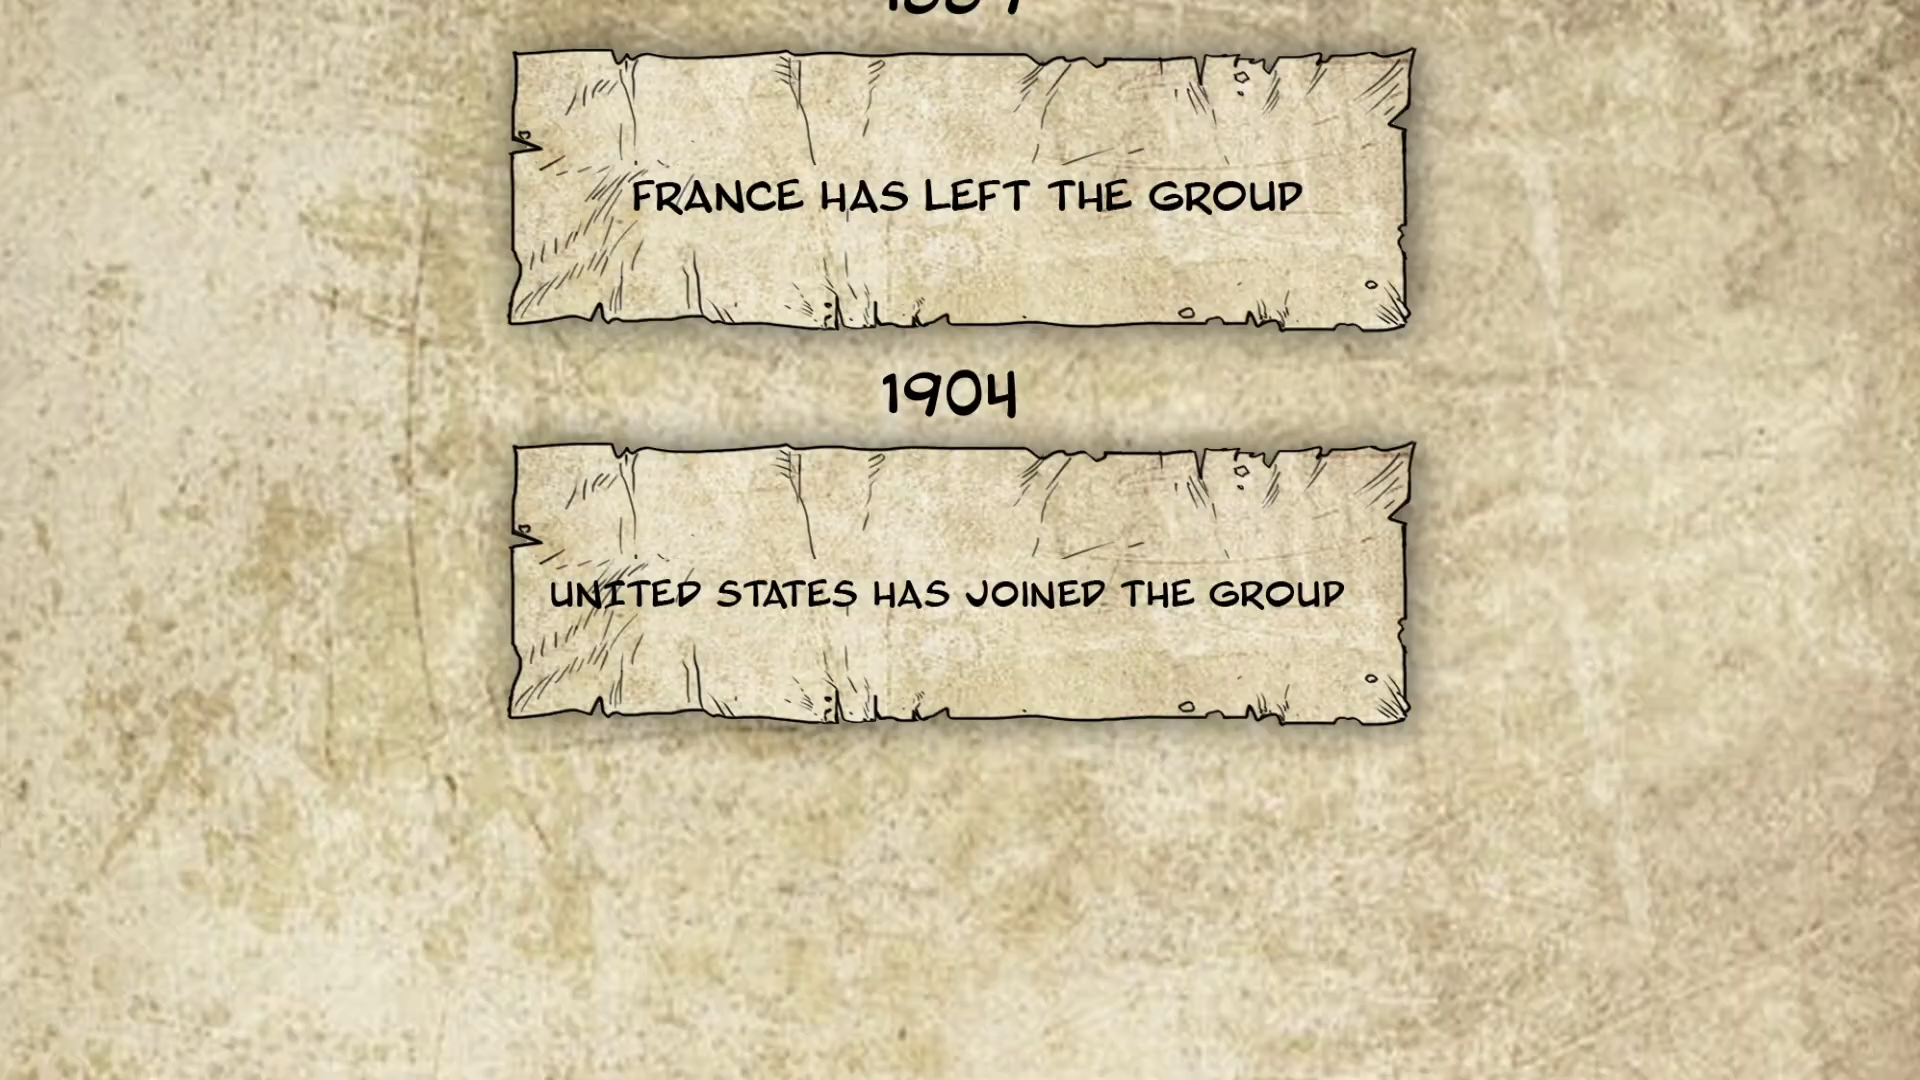 FRANCE HAS LEFT THE GROUP
1904
UNITED STATES HAS JOINED THE GROUP